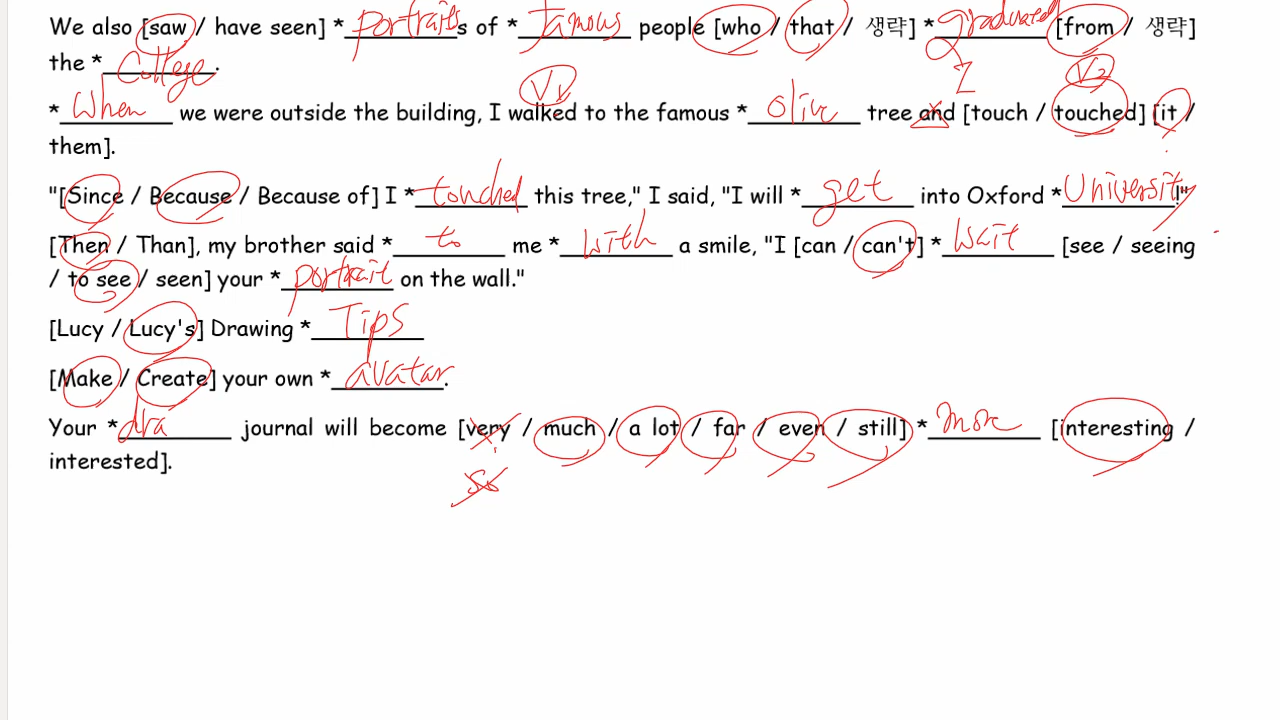 We also [saw / have seen] * portraits s of * famous people [who / that / 생략] * graduated [from / 생략]
the * College.
V1 V2
* When we were outside the building, I walked to the famous * olive tree and [touch / touched] [it /
them].
"[Since / Because / Because of] I * touched this tree," I said, "I will * get into Oxford * University!"
[Then / Than], my brother said * to me * with a smile, "I [can / can't] * wait [see / seeing
/ to see / seen] your * portrait on the wall."
[Lucy / Lucy's] Drawing * Tips
[Make / Create] your own * avatar.
Your * dra journal will become [very / much / a lot / far / even / still] * more [interesting /
interested].
so